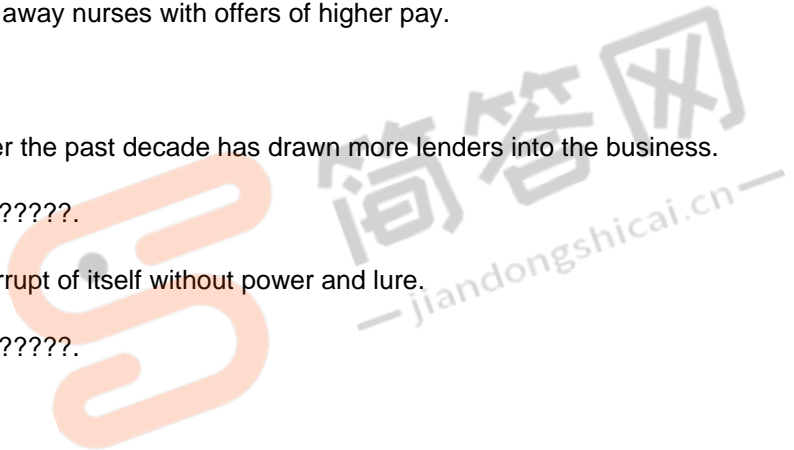 away nurses with offers of higher pay.
er the past decade has drawn more lenders into the business.
?????.
rrupt of itself without power and lure.
?????.
简答网
— jiandongshicai.cn —